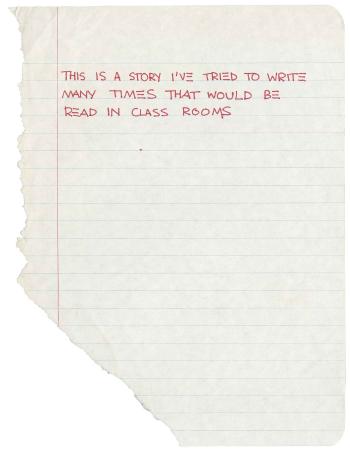 THIS IS A STORY I'VE TRIED TO WRITE
MANY TIMES THAT WOULD BE
READ IN CLASS ROOMS